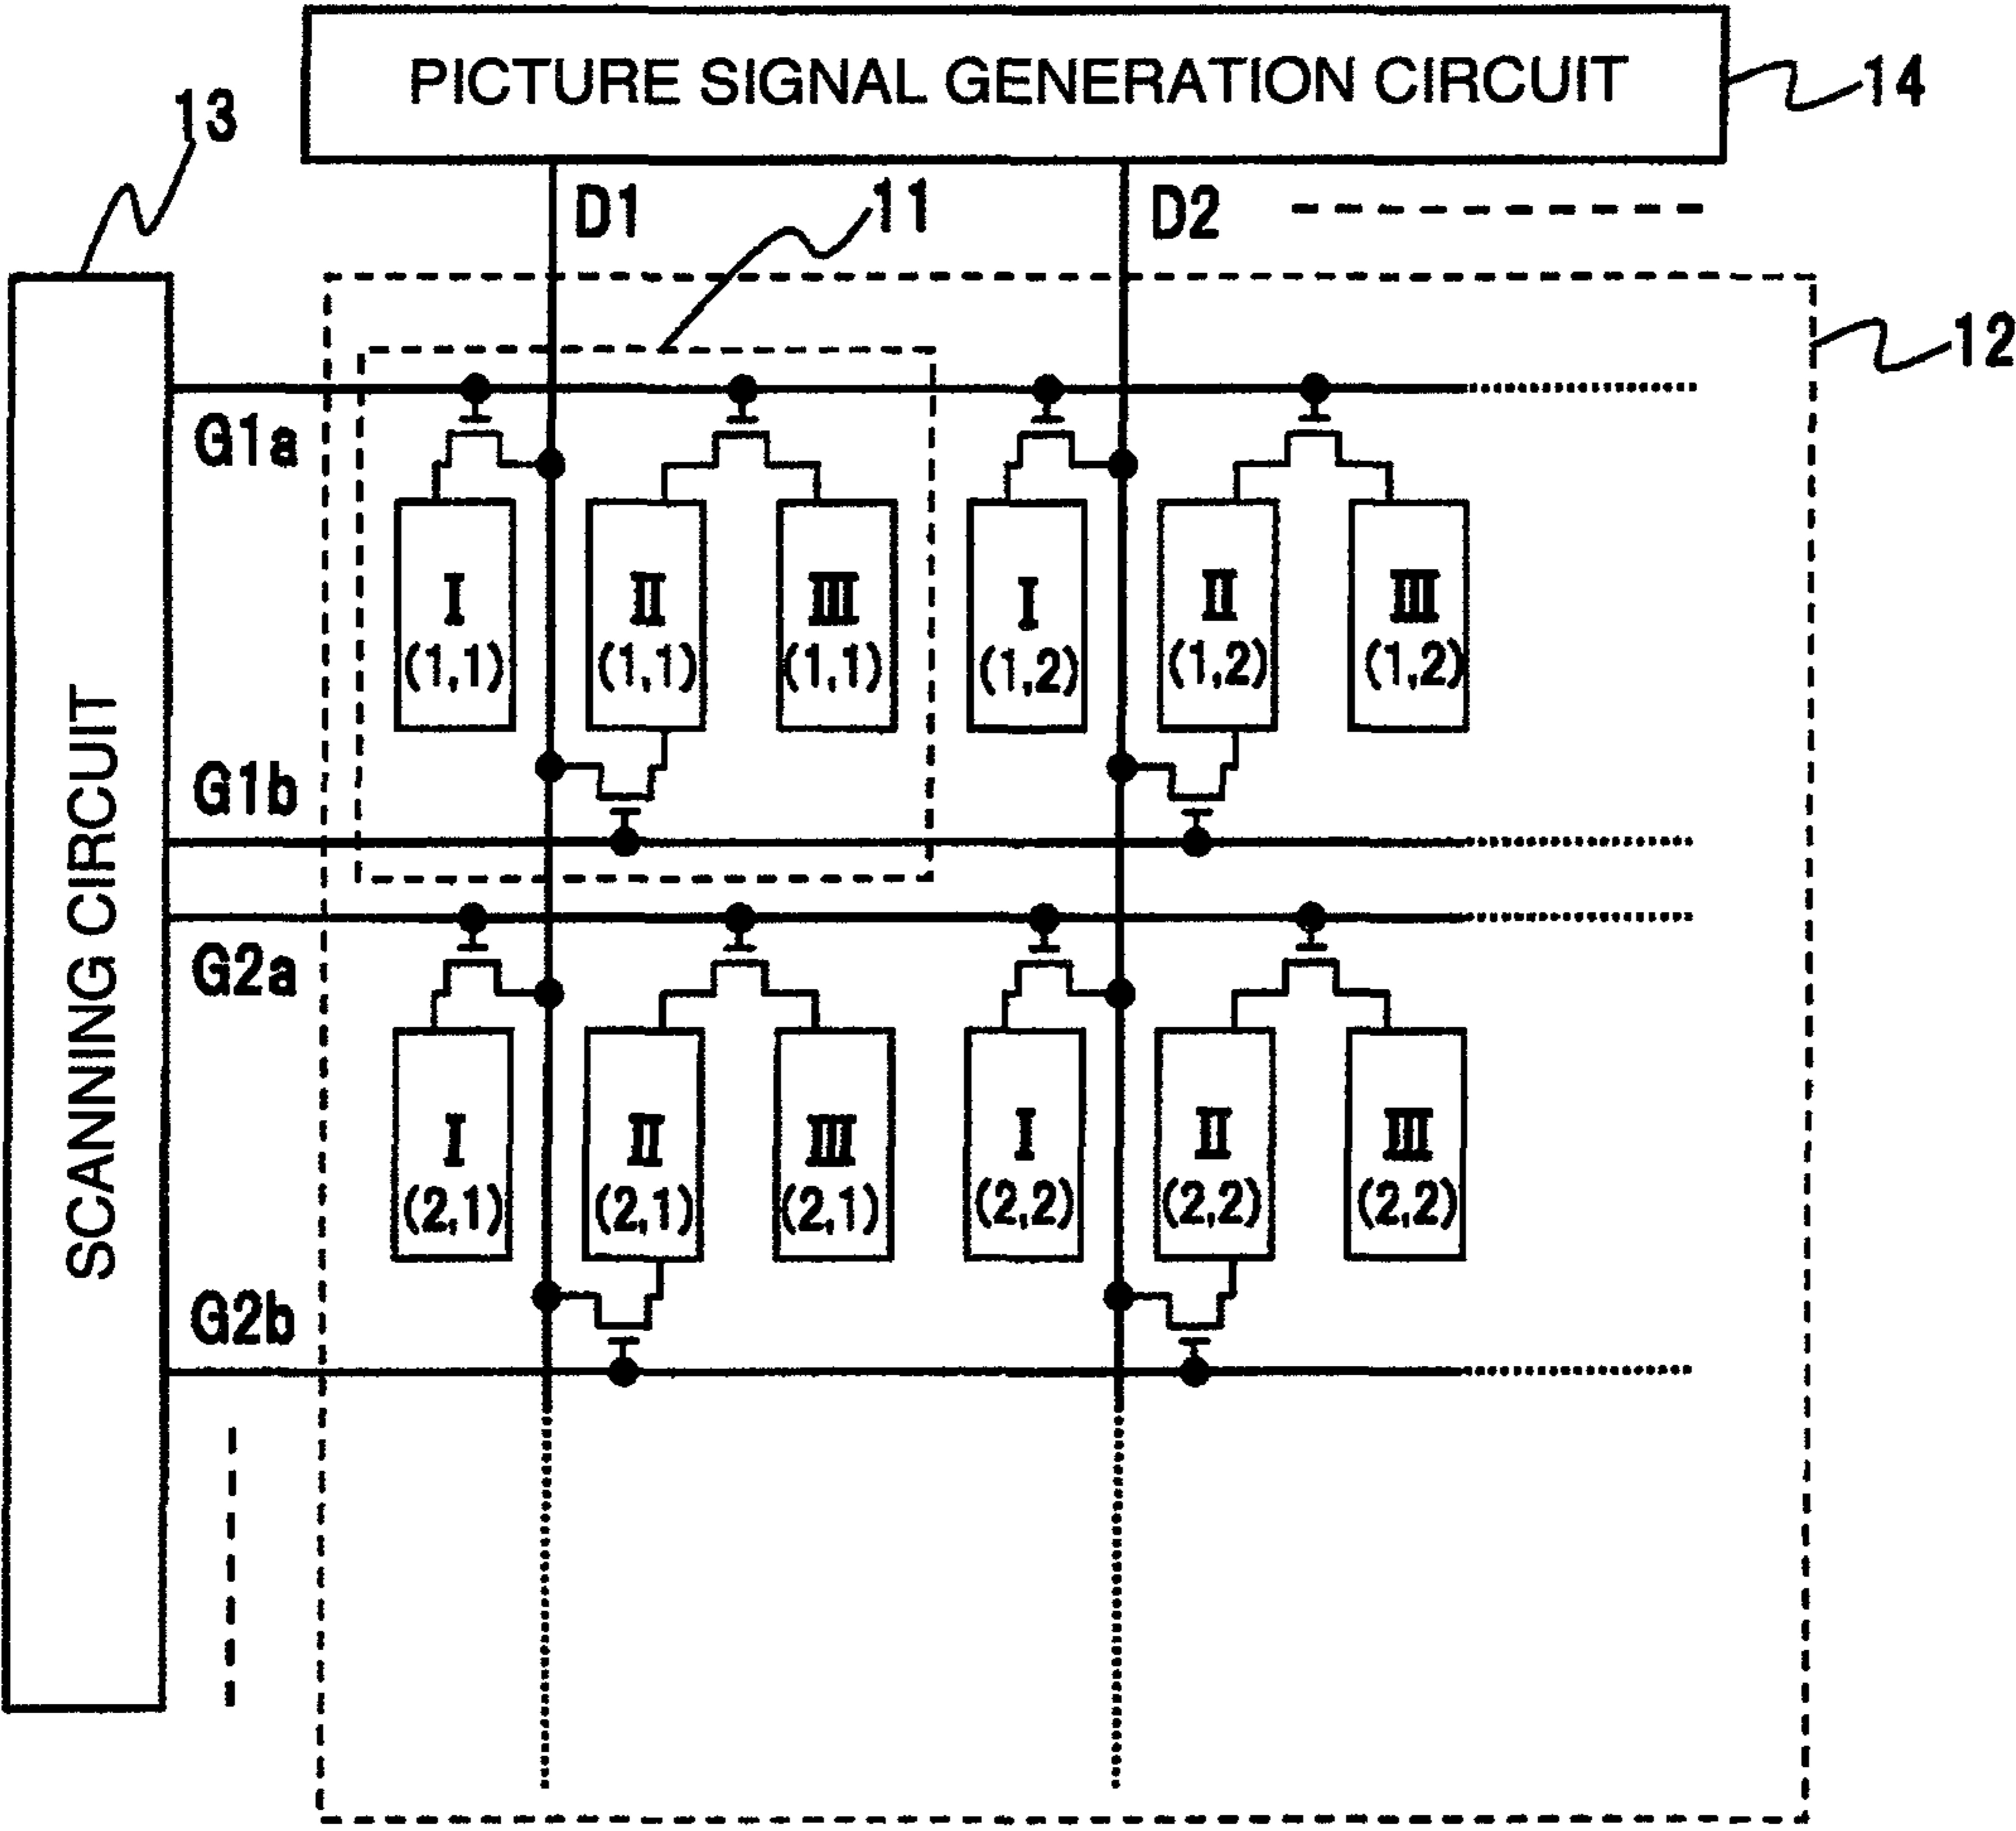 PICTURE SIGNAL GENERATION CIRCUIT
14
13
D1
11
D2
12
G1a
I
(1,1)
II
(1,1)
III
(1,1)
I
(1,2)
II
(1,2)
III
(1,2)
G1b
SCANNING CIRCUIT
G2a
I
(2,1)
II
(2,1)
III
(2,1)
I
(2,2)
II
(2,2)
III
(2,2)
G2b